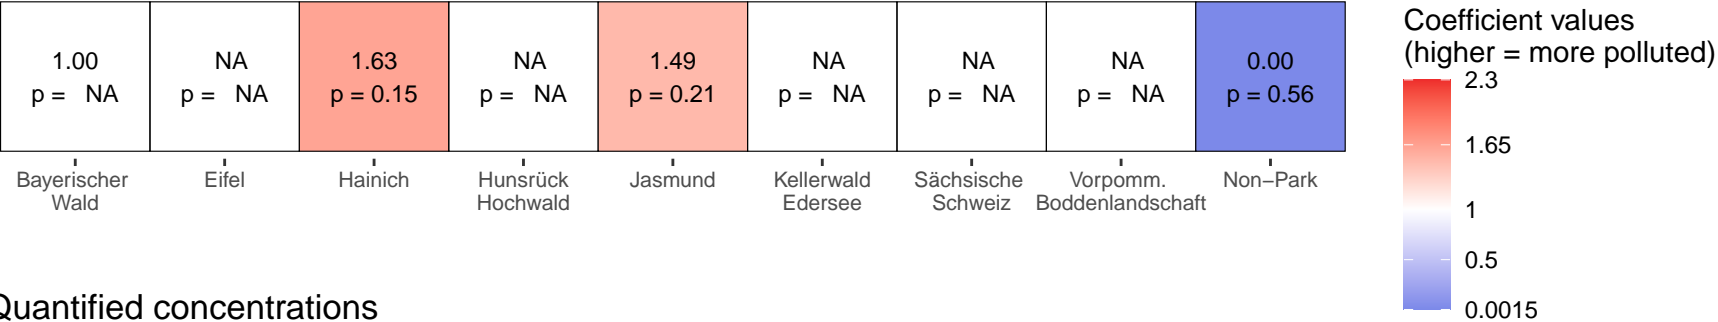 1.00
p =   NA
NA
p =   NA
1.63
p = 0.15
NA
p =   NA
1.49
p = 0.21
NA
p =   NA
NA
p =   NA
NA
p =   NA
0.00
p = 0.56
Bayerischer
Wald
Eifel
Hainich
Hunsrück
Hochwald
Jasmund
Kellerwald
Edersee
Sächsische
Schweiz
Vorpomm.
Boddenlandschaft
Non−Park
Coefficient values
(higher = more polluted)
2.3
1.65
1
0.5
0.0015
Quantified concentrations